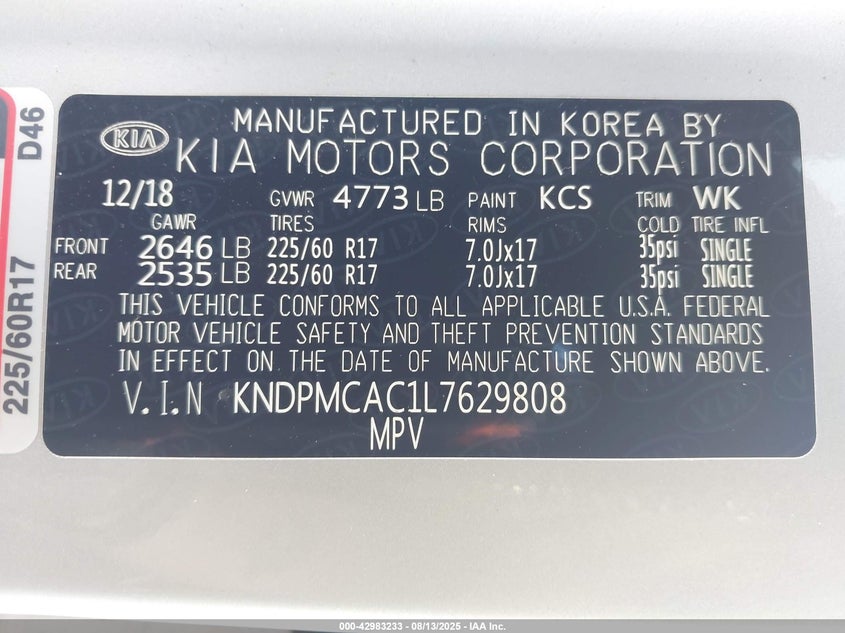 D46
225/60R17
KIA
MANUFACTURED IN KOREA BY
KIA MOTORS CORPORATION
12/18 GVWR 4773 LB PAINT KCS TRIM WK
GAWR TIRES RIMS COLD TIRE INFL
FRONT 2646 LB 225/60 R17 7.0Jx17 35psi SINGLE
REAR 2535 LB 225/60 R17 7.0Jx17 35psi SINGLE
THIS VEHICLE CONFORMS TO ALL APPLICABLE U.S.A. FEDERAL
MOTOR VEHICLE SAFETY AND THEFT PREVENTION STANDARDS
IN EFFECT ON THE DATE OF MANUFACTURE SHOWN ABOVE.
V.I.N KNDPMCAC1L7629808
MPV
000-42983233 - 08/13/2025 - IAA Inc.